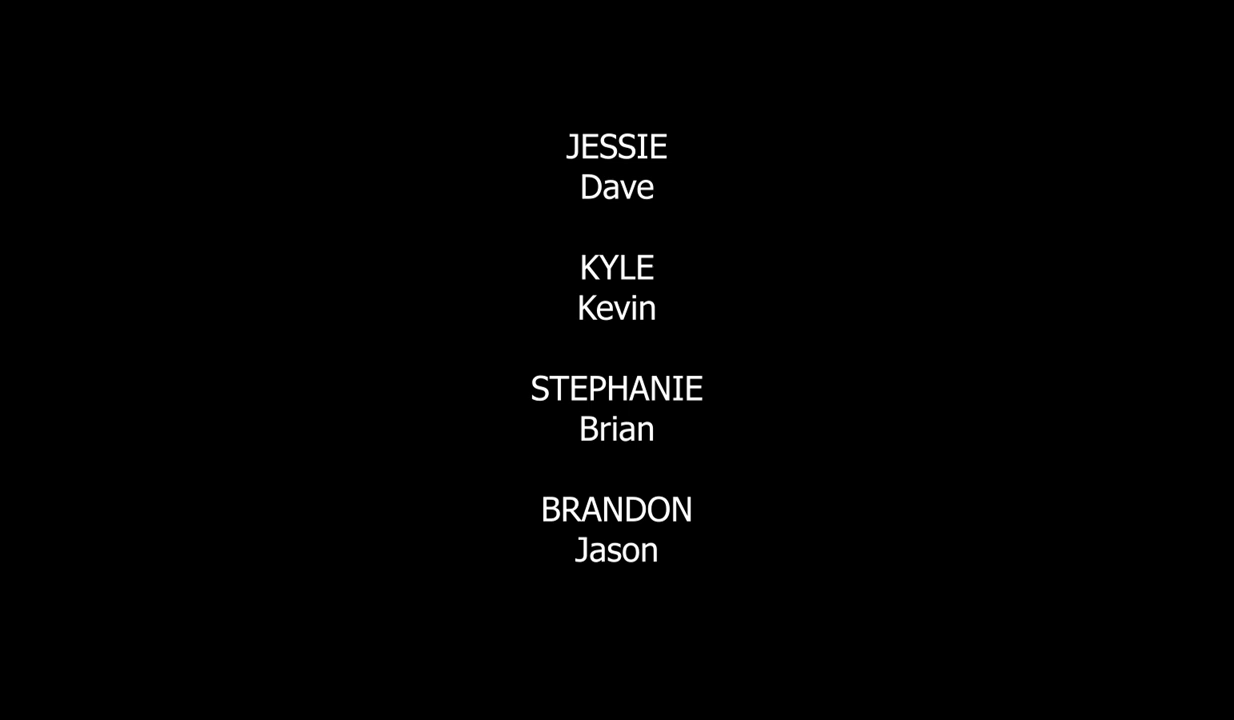 JESSIE
Dave
KYLE
Kevin
STEPHANIE
Brian
BRANDON
Jason